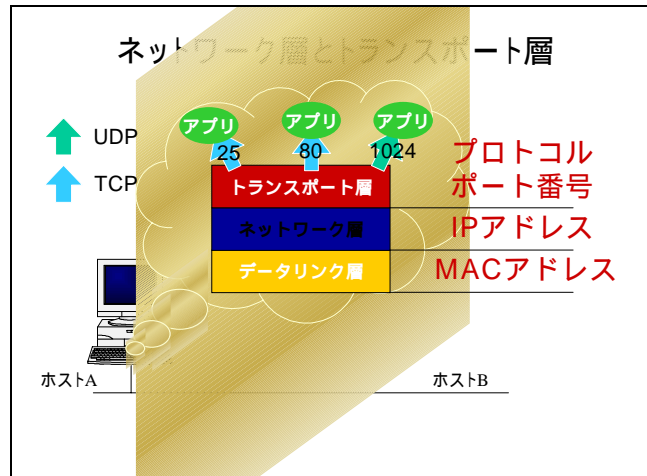 ネットワーク層とトランスポート層
アプリ アプリ アプリ
UDP
25 80 1024
TCP
トランスポート層
プロトコル
ポート番号
ネットワーク層
IPアドレス
データリンク層
MACアドレス
ホストA
ホストB